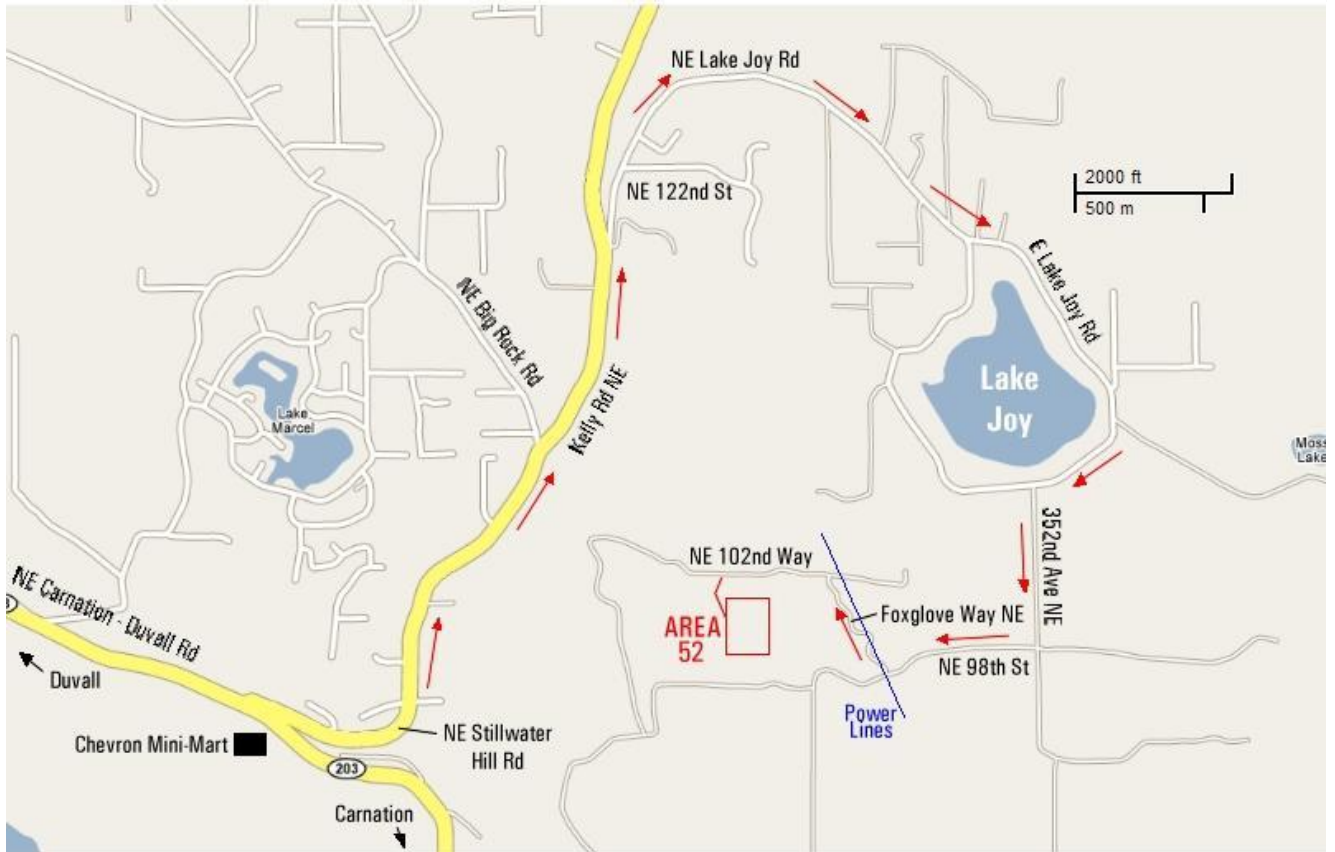 NE Lake Joy Rd
2000 ft
500 m
NE 122nd St
E Lake Joy Rd
NE Big Rock Rd
Kelly Rd NE
Lake
Marcel
Lake
Joy
Moss
Lake
352nd Ave NE
NE 102nd Way
NE Carnation - Duvall Rd
Foxglove Way NE
AREA
52
NE 98th St
Duvall
Power
Lines
Chevron Mini-Mart
NE Stillwater
Hill Rd
203
Carnation